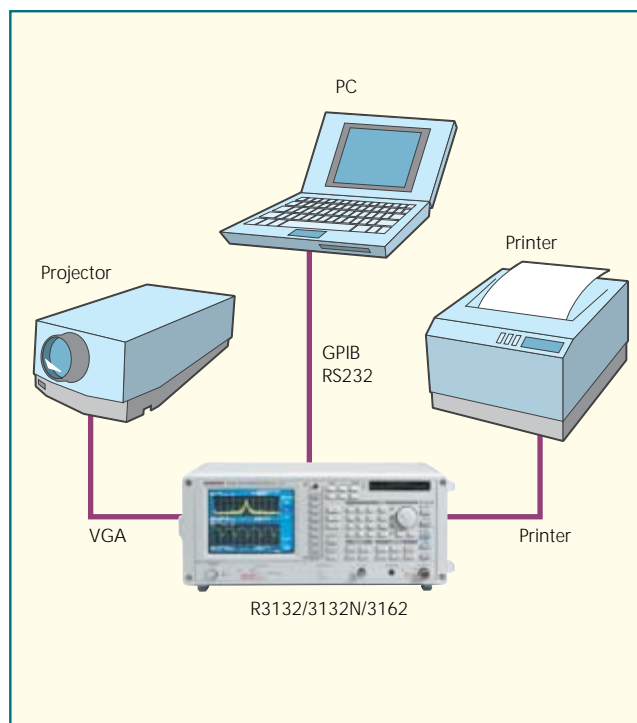 PC
Printer
Projector
GPIB
RS232
VGA
Printer
R3132/3132N/3162